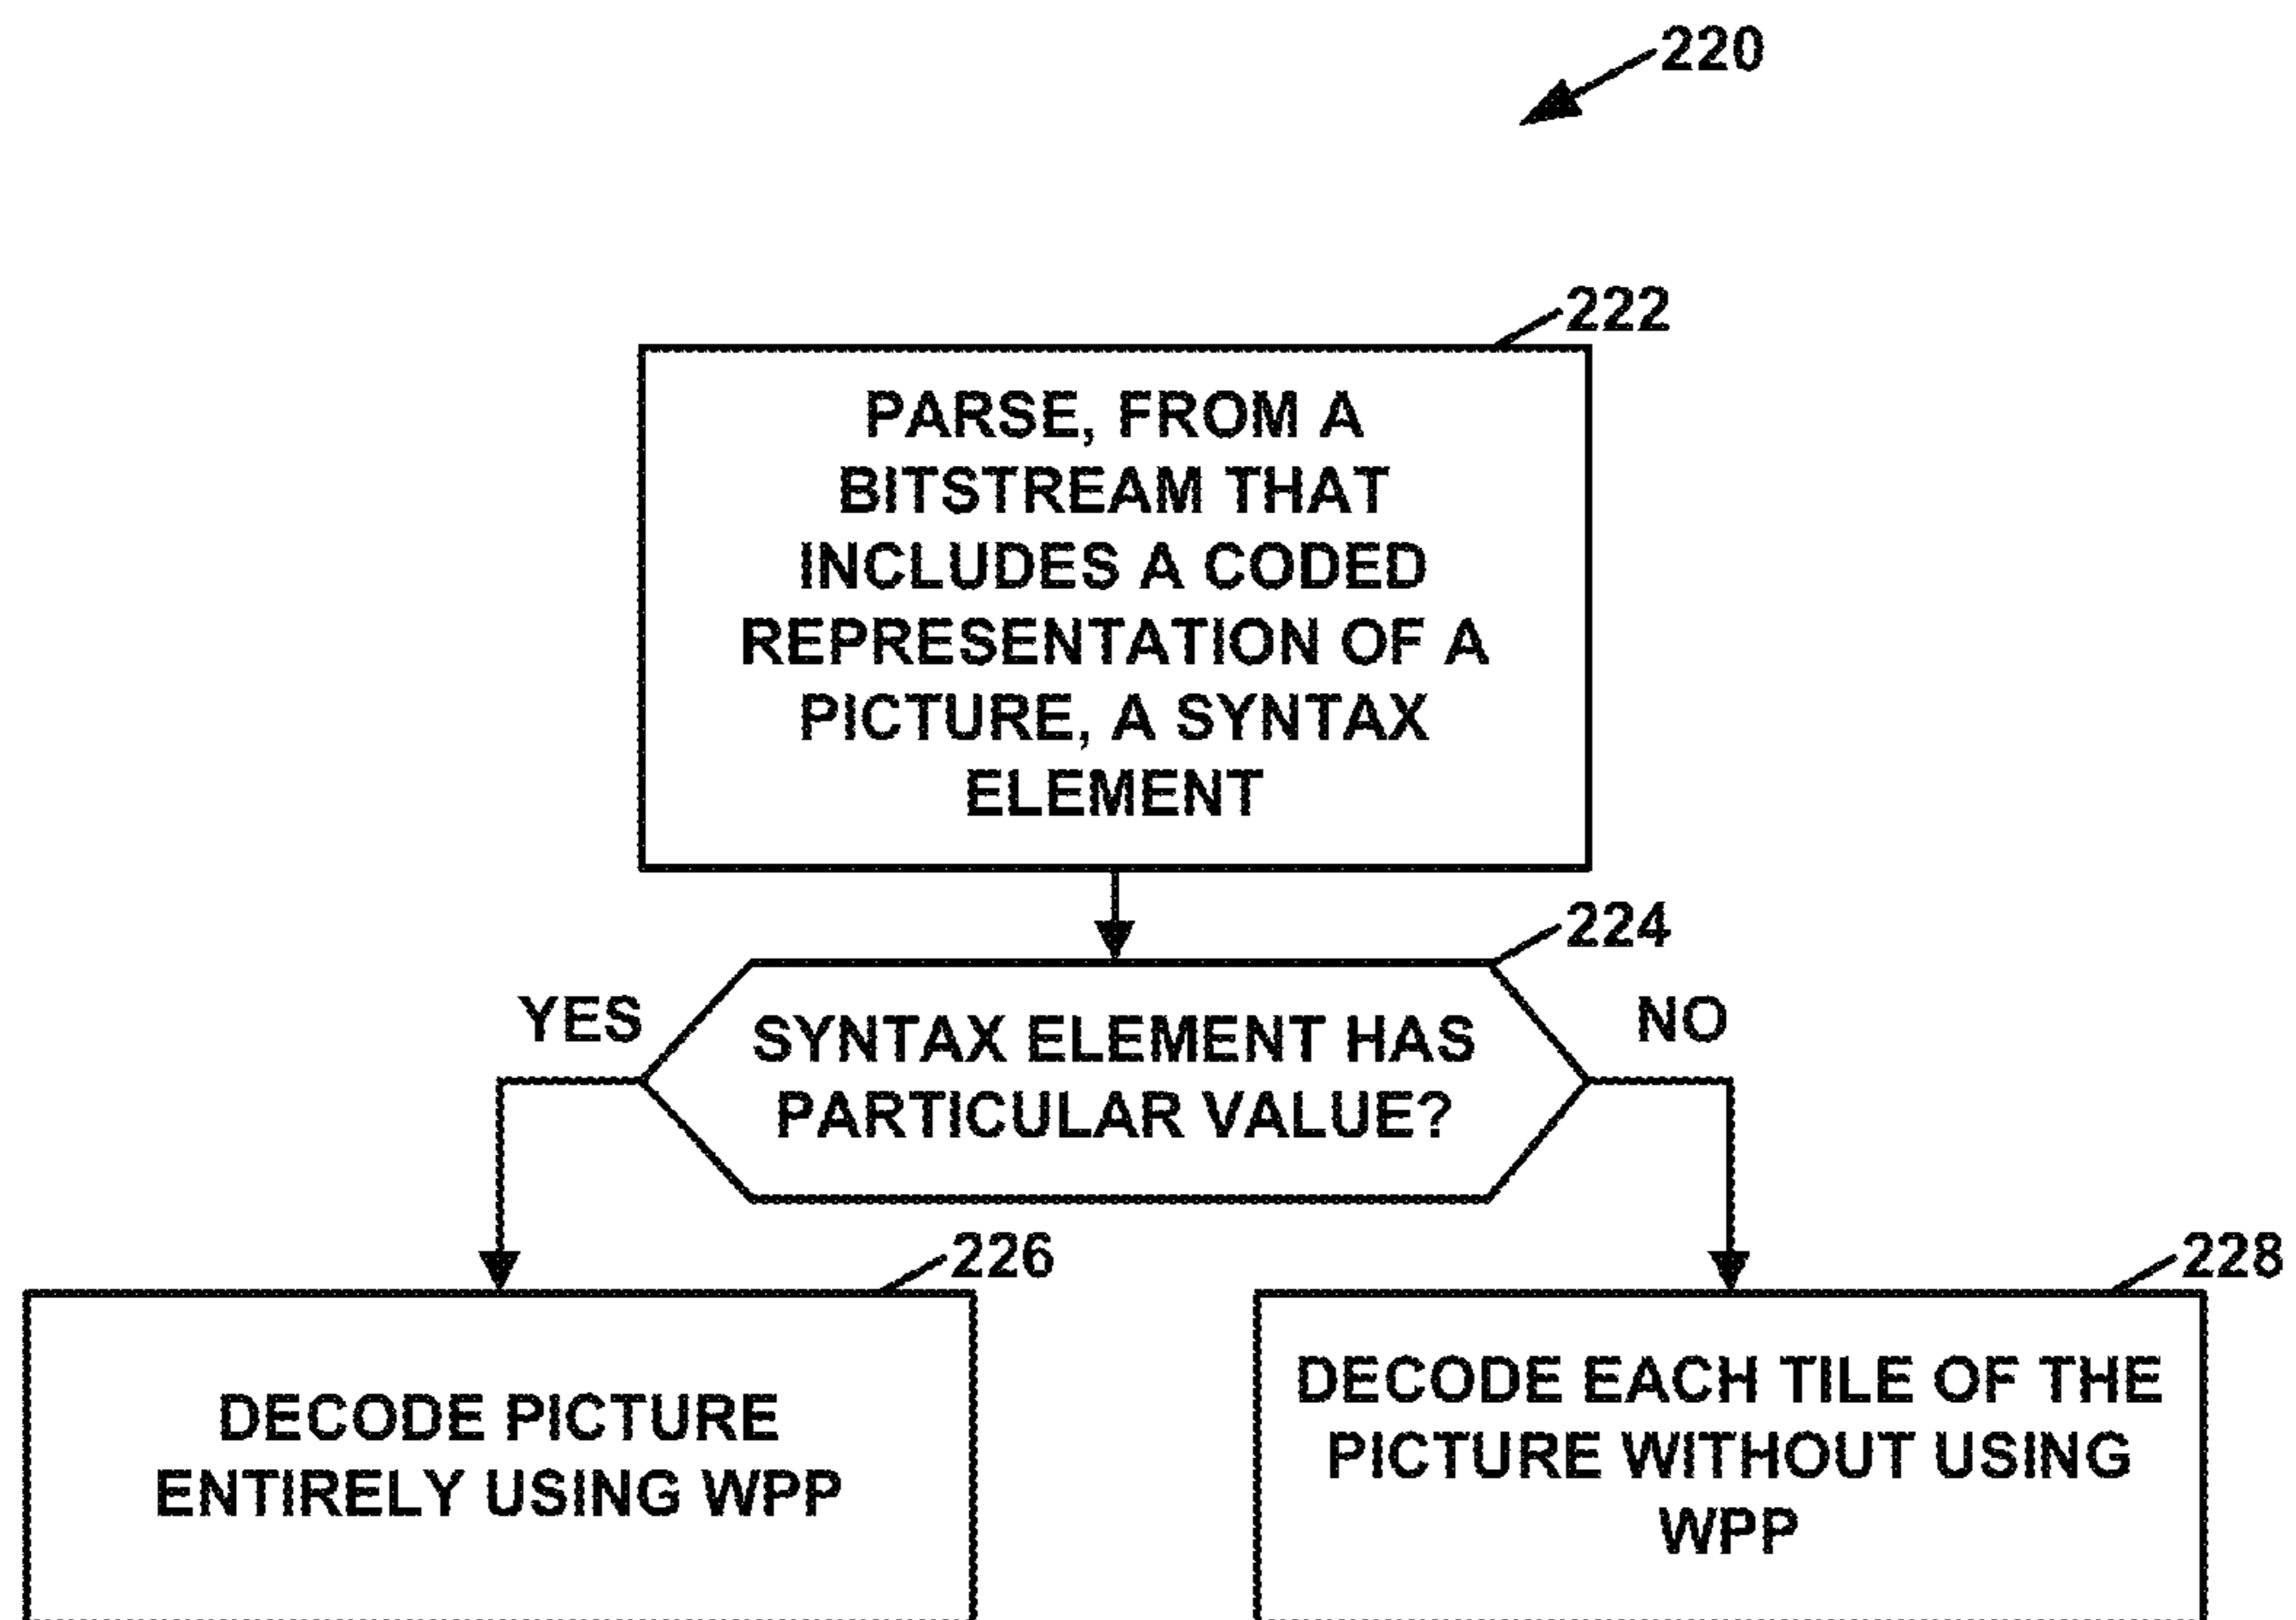 220
222
PARSE, FROM A
BITSTREAM THAT
INCLUDES A CODED
REPRESENTATION OF A
PICTURE, A SYNTAX
ELEMENT
224
YES
NO
SYNTAX ELEMENT HAS
PARTICULAR VALUE?
226
228
DECODE PICTURE
ENTIRELY USING WPP
DECODE EACH TILE OF THE
PICTURE WITHOUT USING
WPP